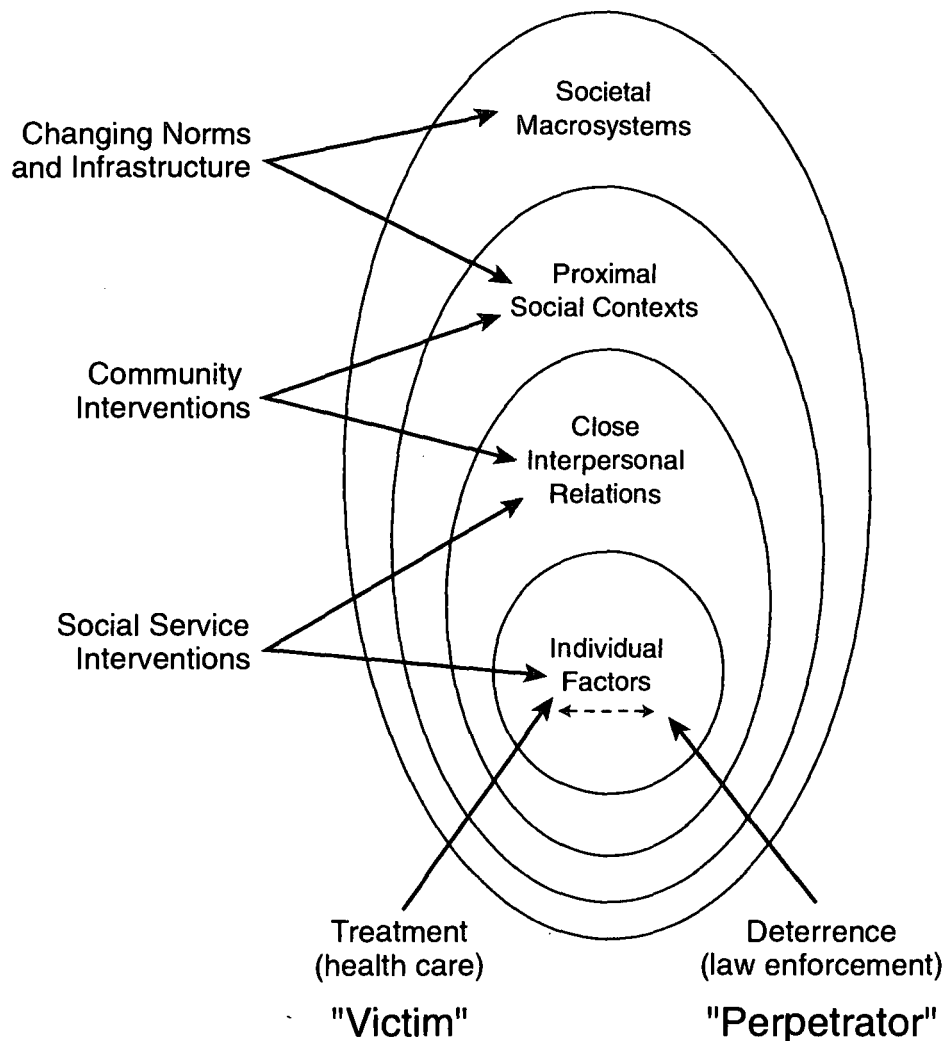 Societal
Macrosystems
Changing Norms
and Infrastructure
Proximal
Social Contexts
Community
Interventions
Close
Interpersonal
Relations
Social Service
Interventions
Individual
Factors
Treatment
(health care)
"Victim"
Deterrence
(law enforcement)
"Perpetrator"